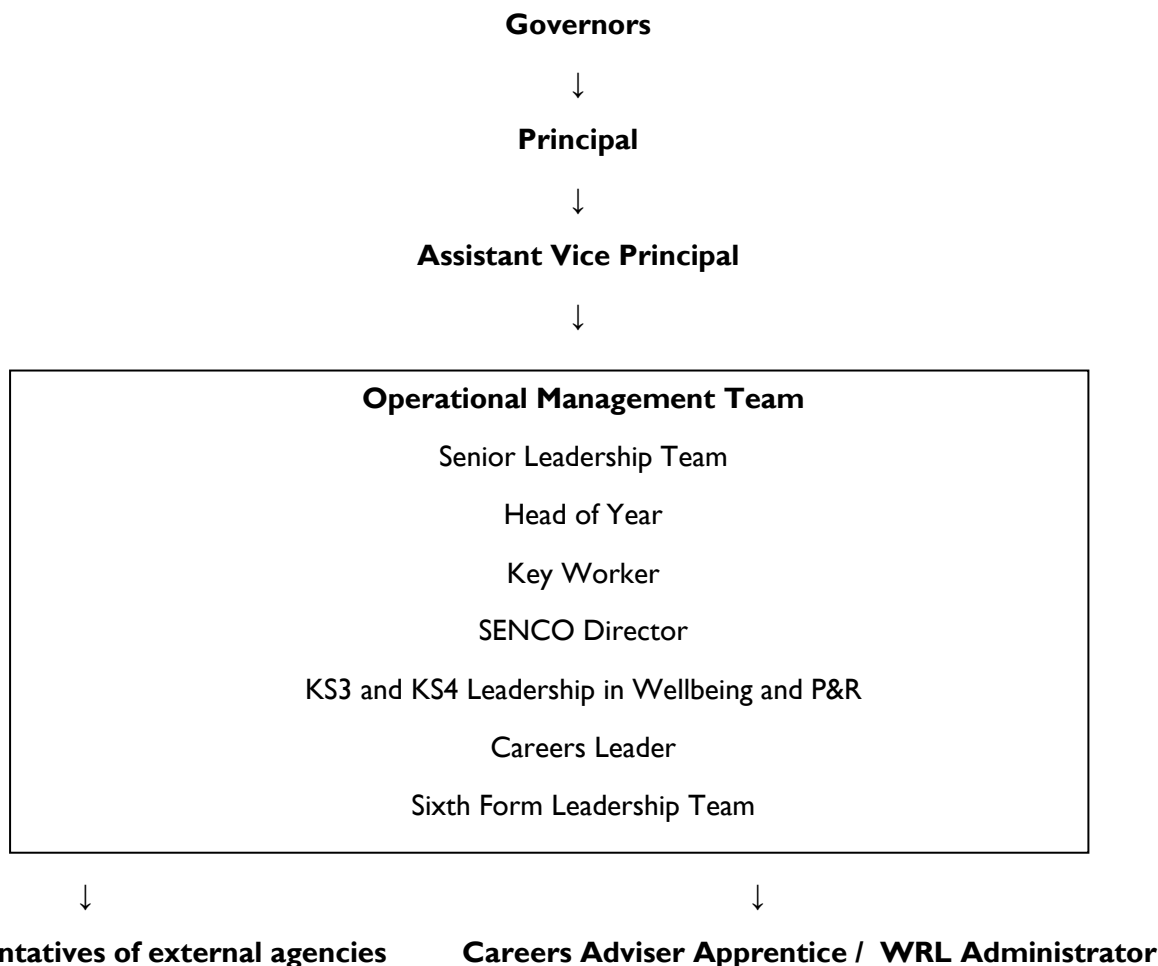 Governors
↓
Principal
↓
Assistant Vice Principal
↓
Operational Management Team
Senior Leadership Team
Head of Year
Key Worker
SENCO Director
KS3 and KS4 Leadership in Wellbeing and P&R
Careers Leader
Sixth Form Leadership Team
↓ ↓
of external agencies Careers Adviser Apprentice / WRL Administrator